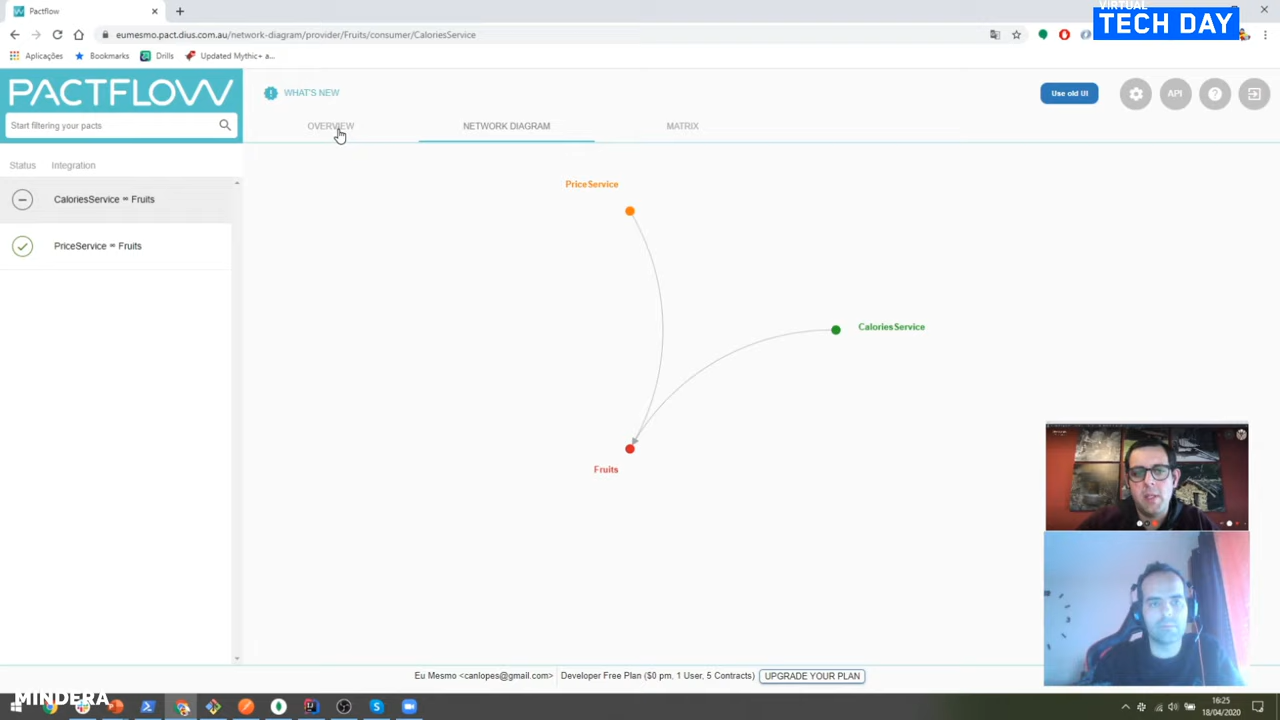 Pactflow
VIRTUAL
TECH DAY
eumesmo.pact.dius.com.au/network-diagram/provider/Fruits/consumer/CaloriesService
Aplicações
Bookmarks
Drills
Updated Mythic+ a...
PACTFLOW
WHAT'S NEW
Use old UI
API
Start filtering your pacts
OVERVIEW
NETWORK DIAGRAM
MATRIX
Status
Integration
CaloriesService = Fruits
PriceService = Fruits
PriceService
CaloriesService
Fruits
Eu Mesmo <canlopes@gmail.com>
Developer Free Plan ($0 pm, 1 User, 5 Contracts)
UPGRADE YOUR PLAN
MINDERA
16:25
18/04/2020